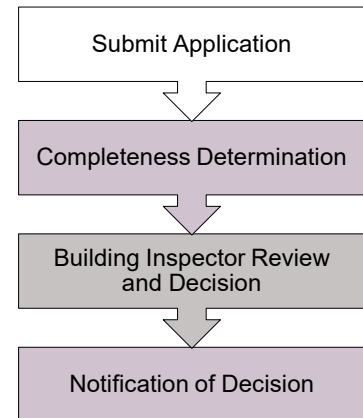 Submit Application
Completeness Determination
Building Inspector Review
and Decision
Notification of Decision